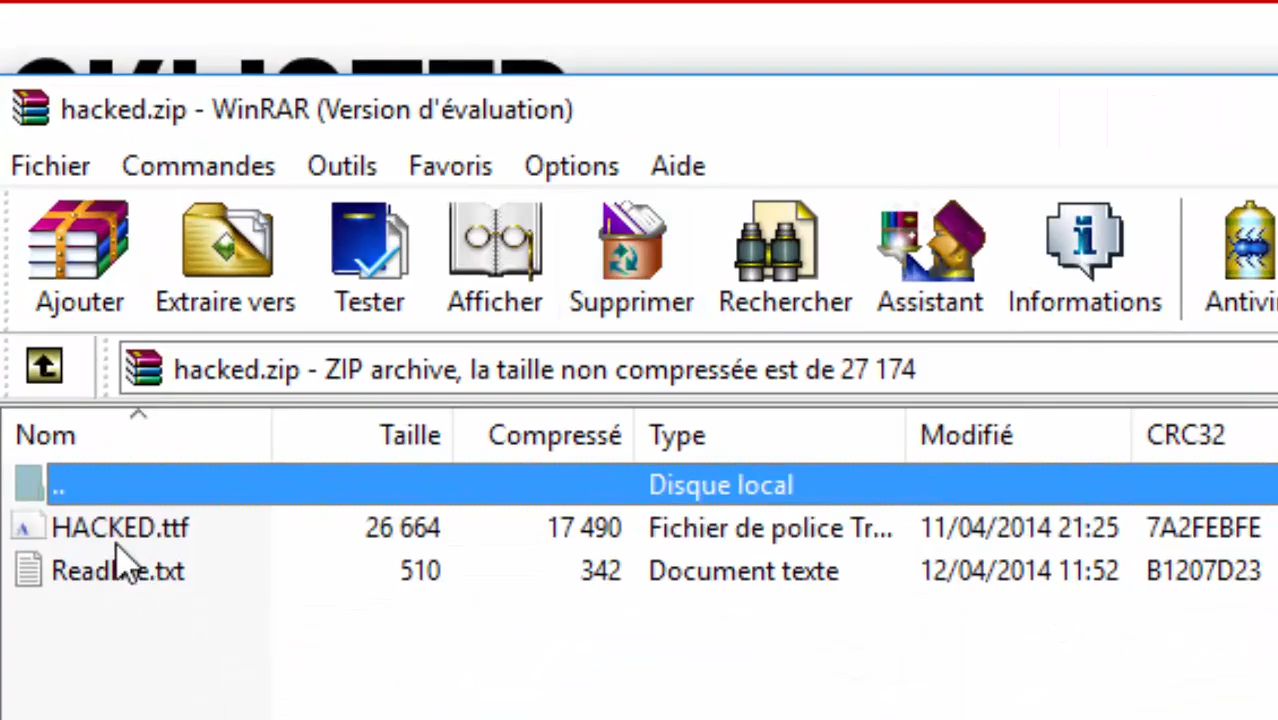 hacked.zip - WinRAR (Version d'évaluation)
Fichier Commandes Outils Favoris Options Aide
Ajouter Extraire vers Tester Afficher Supprimer Rechercher Assistant Informations
hacked.zip - ZIP archive, la taille non compressée est de 27 174
Nom Taille Compressé Type Modifié CRC32
.. Disque local
HACKED.ttf 26 664 17 490 Fichier de police Tr... 11/04/2014 21:25 7A2FEBFE
510 342 Document texte 12/04/2014 11:52 B1207D23